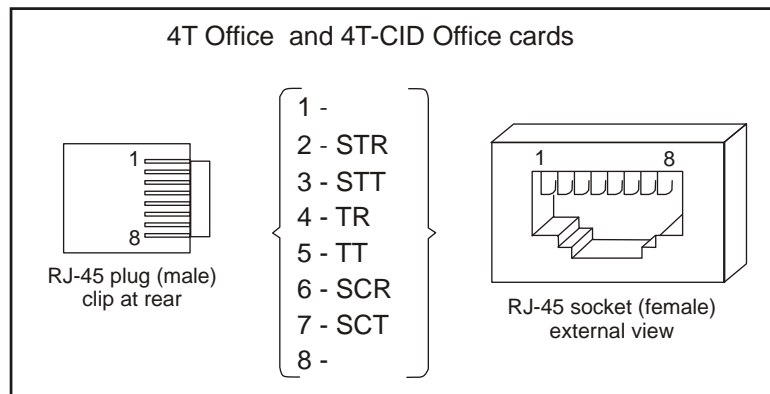 4T Office and 4T-CID Office cards
1
8
RJ-45 plug (male)
clip at rear
1 -
2 - STR
3 - STT
4 - TR
5 - TT
6 - SCR
7 - SCT
8 -
1 8
RJ-45 socket (female)
external view